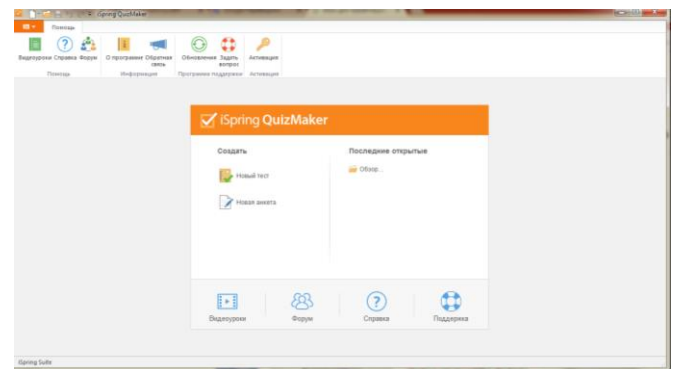 iSpring QuizMaker
Помощь
Видеоуроки Справка Форум О программе Обратная связь Обновление Задать вопрос Активация
Помощь Информация Программа поддержки Активация
iSpring QuizMaker
Создать Последние открытые
Новый тест Обзор...
Новая анкета
Видеоуроки Форум Справка Поддержка
iSpring Suite